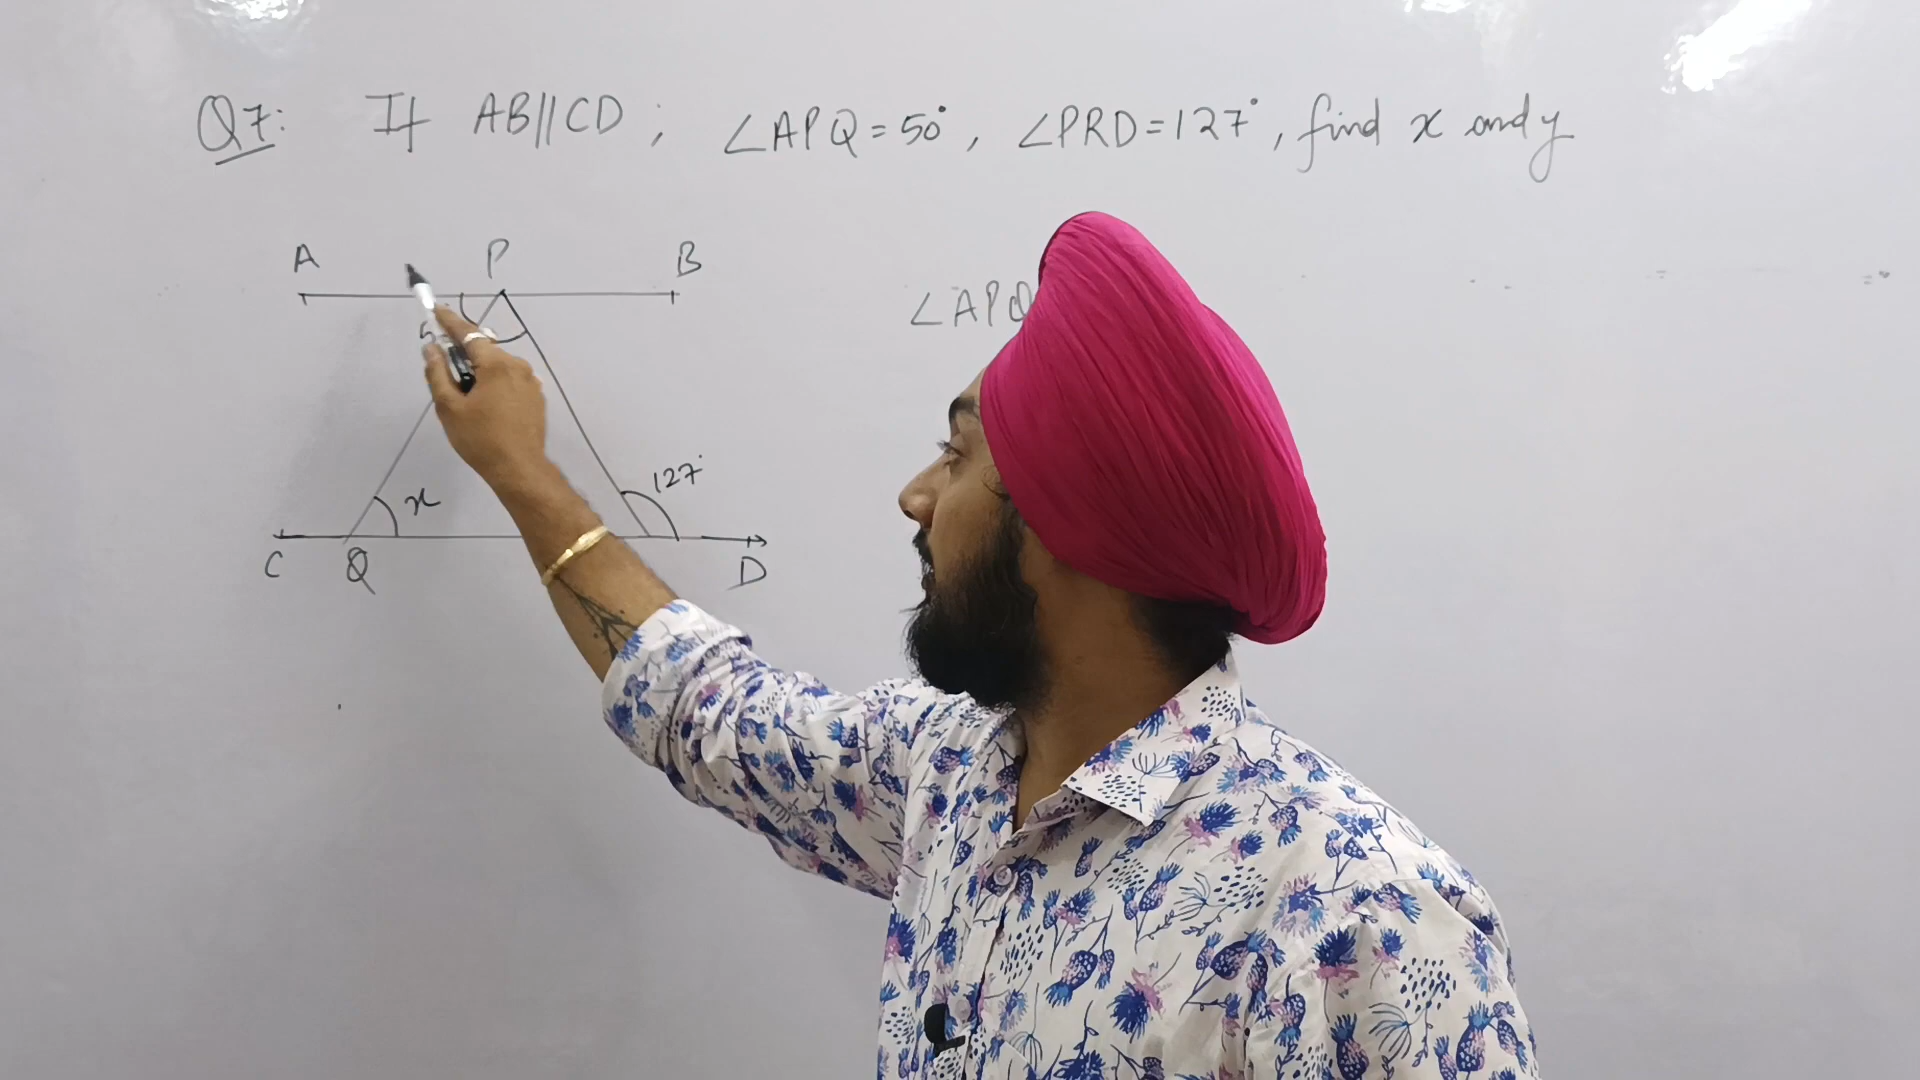 Q7: If AB||CD ; ∠APQ = 50°, ∠PRD = 127°, find x and y
A P B
∠APQ
127°
x
C Q D